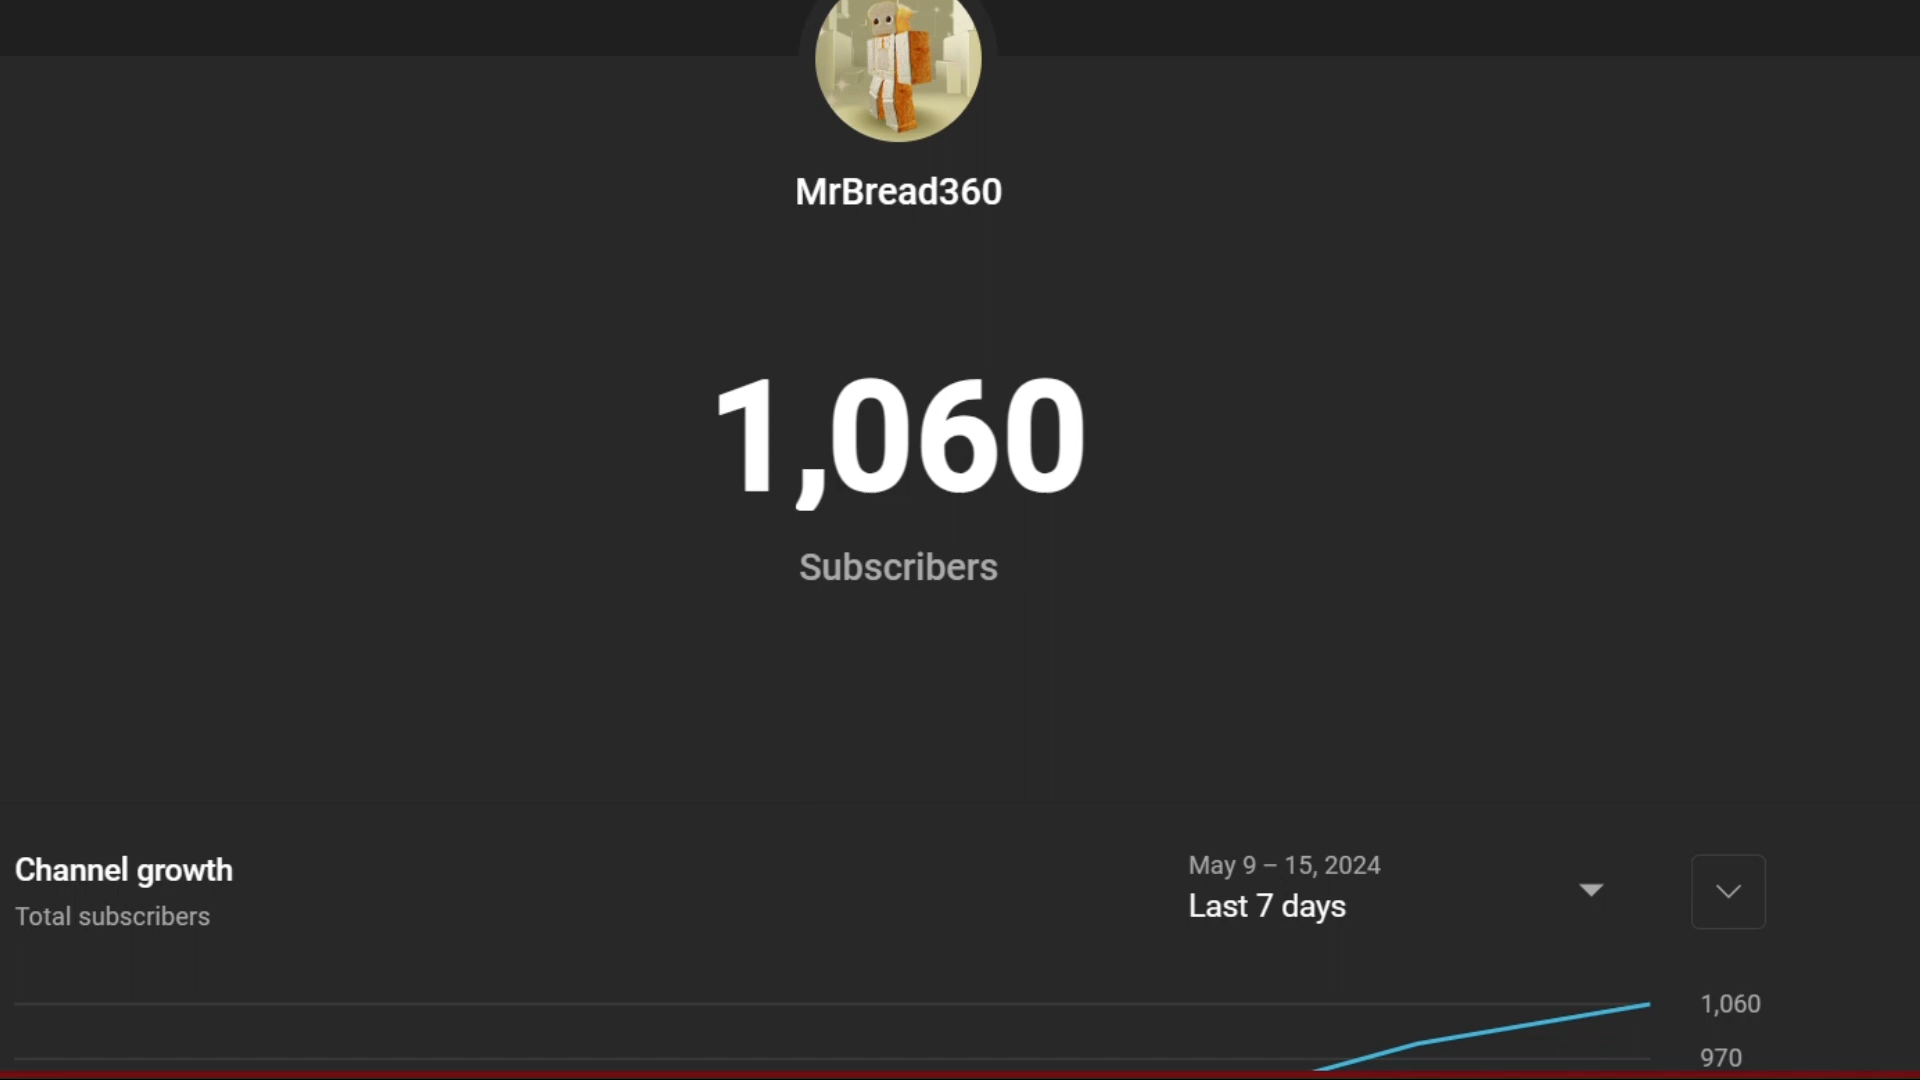 MrBread360
1,060
Subscribers
Channel growth
Total subscribers
May 9 – 15, 2024
Last 7 days
1,060
970